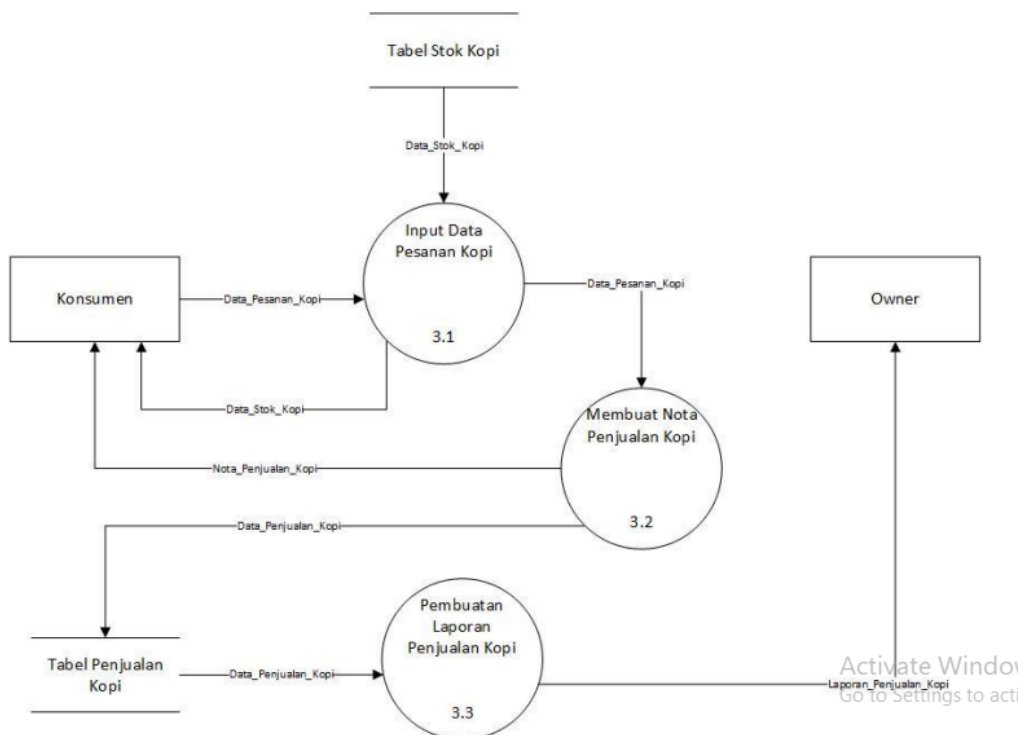 Tabel Stok Kopi
Data_Stok_Kopi
Input Data
Pesanan Kopi
3.1
Konsumen
Data_Pesanan_Kopi
Data_Pesanan_Kopi
Owner
Data_Stok_Kopi
Membuat Nota
Penjualan Kopi
3.2
Nota_Penjualan_Kopi
Data_Penjualan_Kopi
Pembuatan
Laporan
Penjualan Kopi
3.3
Tabel Penjualan
Kopi
Data_Penjualan_Kopi
Laporan_Penjualan_Kopi
Activate Window
Go to Settings to acti